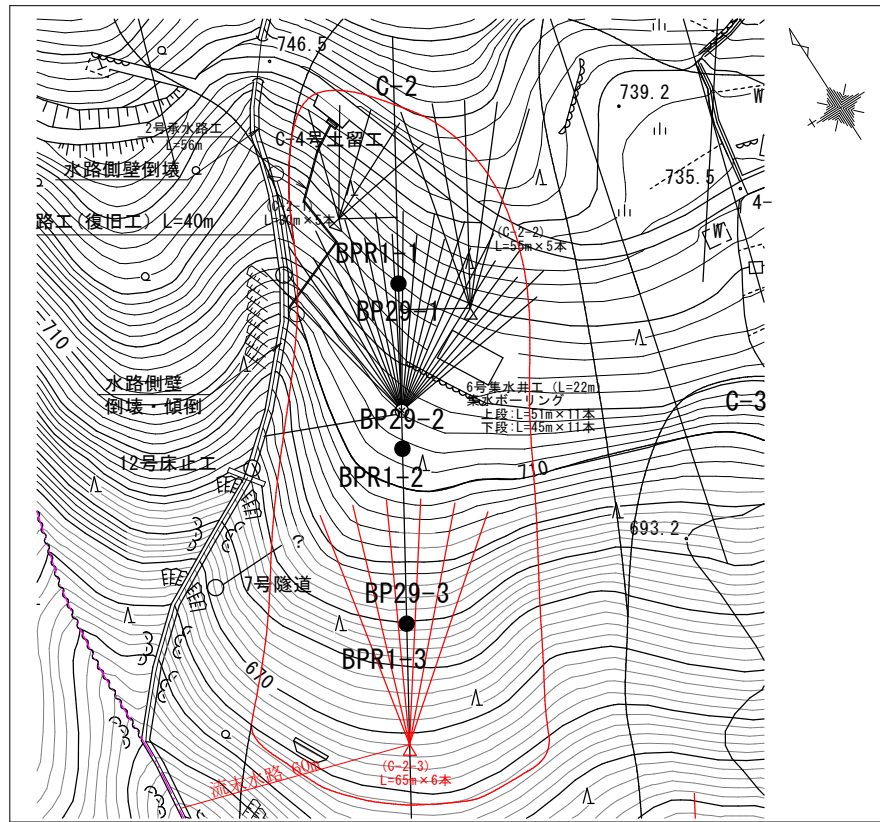 746.5
C-2
739.2
W
2号承水路工
L=56m
C-4号土留工
水路側壁倒壊
735.5
(C-2-1)
L=80m×5本
4-
路工(復旧工) L=40m
(C-2-2)
L=55m×5本
W
BPR1-1
BP29-1
710
水路側壁
倒壊・傾倒
6号集水井工 (L=22m)
集水ボーリング
上段:L=51m×11本
下段:L=45m×11本
C-3
BP29-2
12号床止工
BPR1-2
710
693.2
?
7号隧道
BP29-3
BPR1-3
670
流末水路 60m
(C-2-3)
L=65m×6本